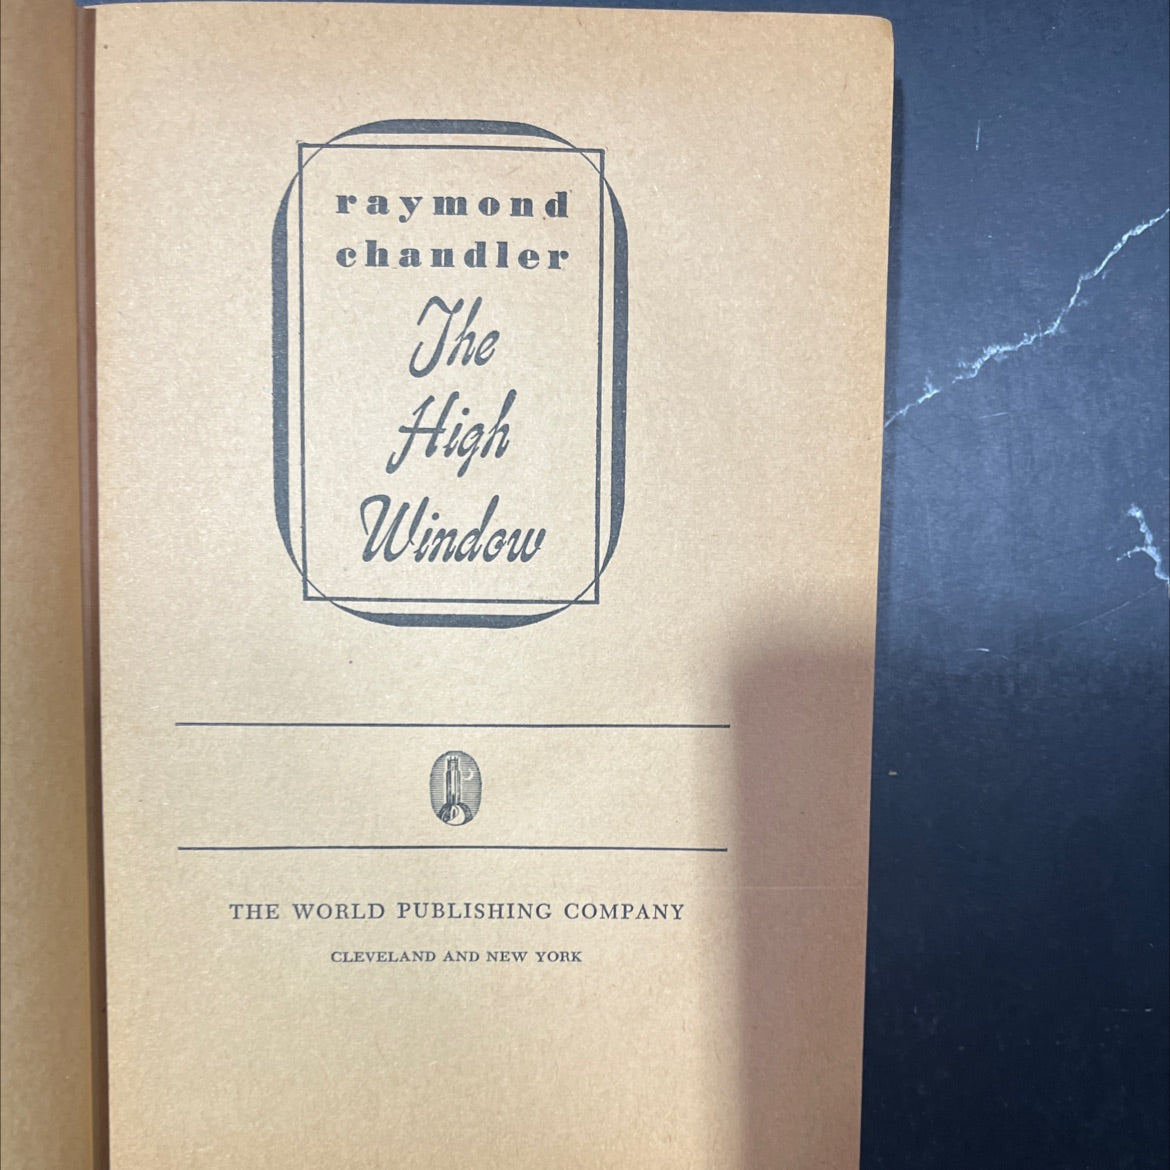 raymond
chandler
The
High
Window
THE WORLD PUBLISHING COMPANY
CLEVELAND AND NEW YORK